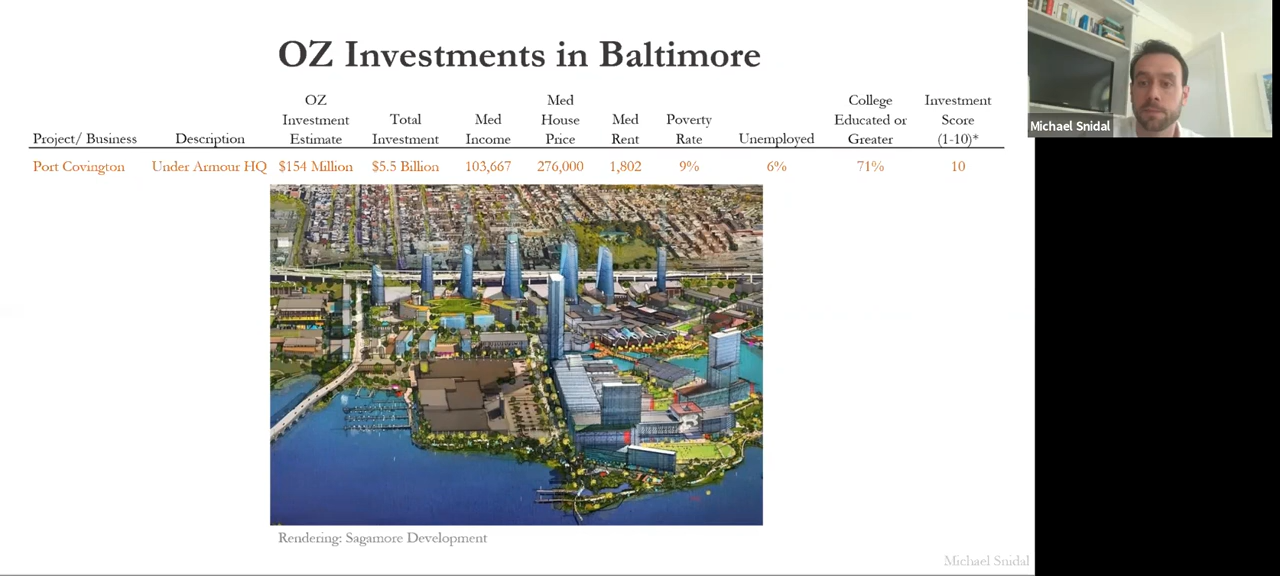 OZ Investments in Baltimore
Project/ Business Description OZ Investment Estimate Total Investment Med Income Med House Price Med Rent Poverty Rate Unemployed College Educated or Greater Investment Score (1-10)*
Port Covington Under Armour HQ $154 Million $5.5 Billion 103,667 276,000 1,802 9% 6% 71% 10
Rendering: Sagamore Development
Michael Snidal
Michael Snidal